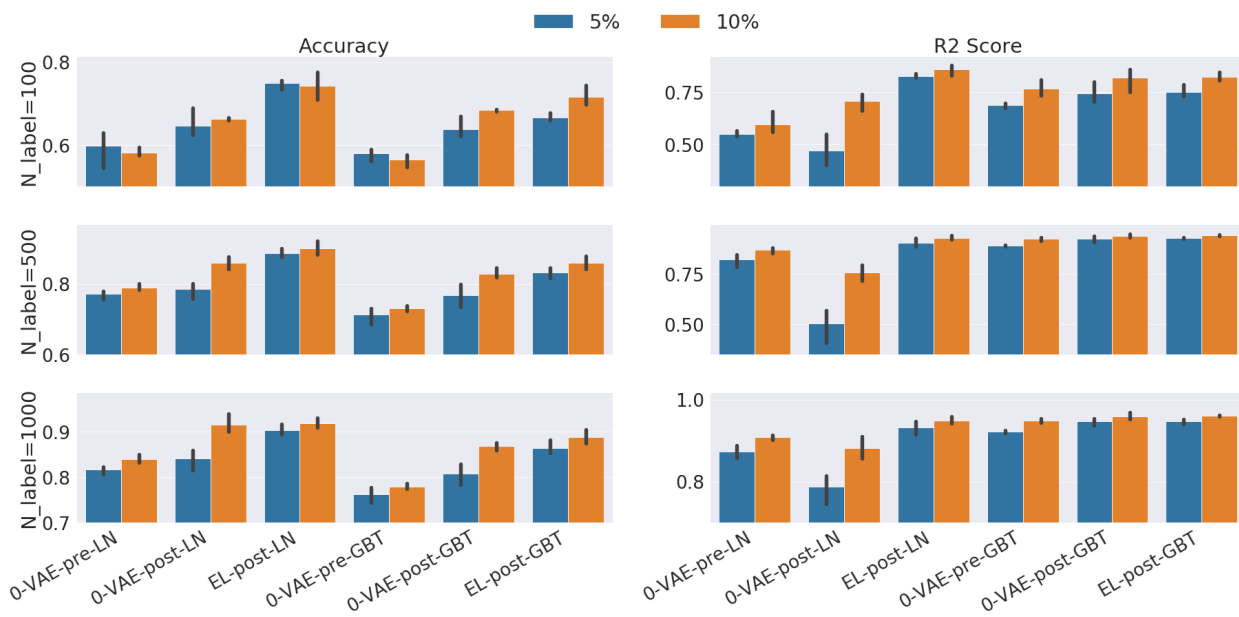 5% 10%
Accuracy R2 Score
N_label=100
0.8
0.6
0.75
0.50
N_label=500
0.8
0.6
0.75
0.50
N_label=1000
0.9
0.8
0.7
1.0
0.8
0-VAE-pre-LN 0-VAE-post-LN EL-post-LN 0-VAE-pre-GBT 0-VAE-post-GBT EL-post-GBT
0-VAE-pre-LN 0-VAE-post-LN EL-post-LN 0-VAE-pre-GBT 0-VAE-post-GBT EL-post-GBT